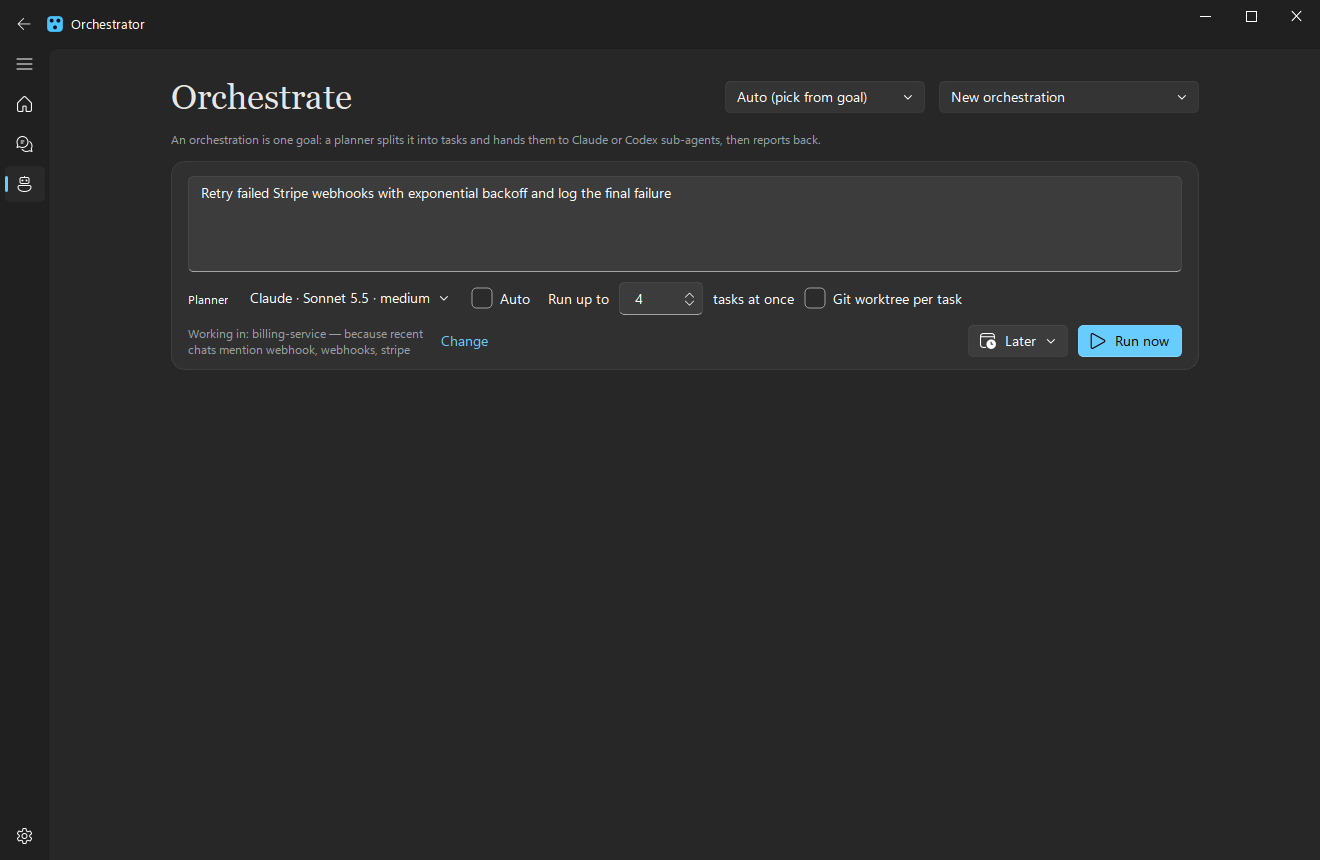 Orchestrator
Orchestrate
Auto (pick from goal)
New orchestration
An orchestration is one goal: a planner splits it into tasks and hands them to Claude or Codex sub-agents, then reports back.
Retry failed Stripe webhooks with exponential backoff and log the final failure
Planner
Claude · Sonnet 5.5 · medium
Auto
Run up to
4
tasks at once
Git worktree per task
Working in: billing-service — because recent
chats mention webhook, webhooks, stripe
Change
Later
Run now